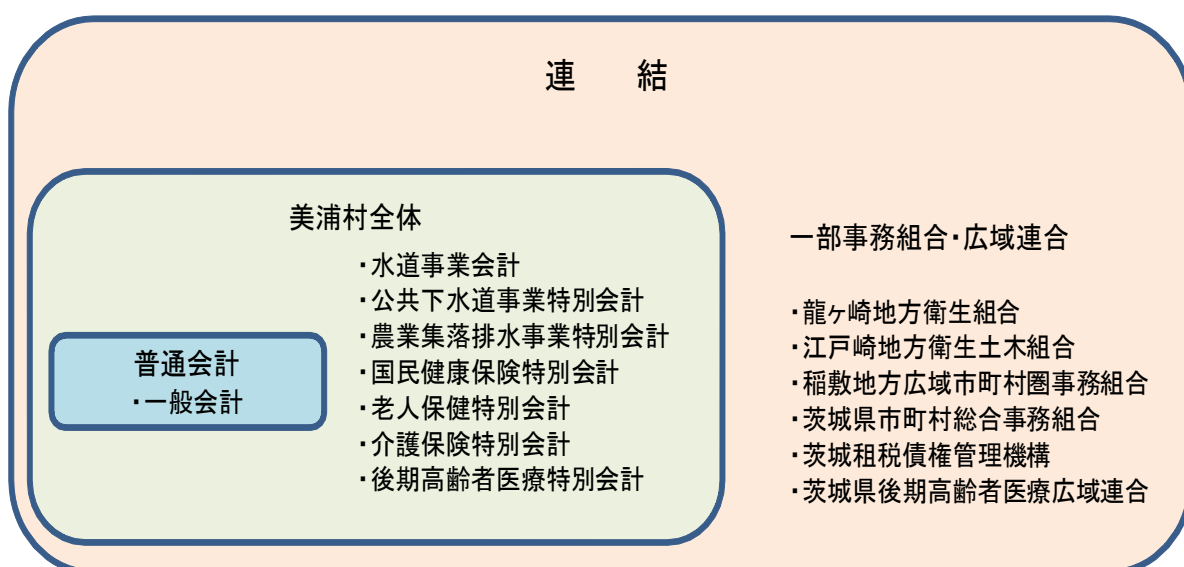 連 結
美浦村全体
・水道事業会計
・公共下水道事業特別会計
・農業集落排水事業特別会計
・国民健康保険特別会計
・老人保健特別会計
・介護保険特別会計
・後期高齢者医療特別会計
普通会計
・一般会計
一部事務組合・広域連合
・龍ヶ崎地方衛生組合
・江戸崎地方衛生土木組合
・稲敷地方広域市町村圏事務組合
・茨城県市町村総合事務組合
・茨城租税債権管理機構
・茨城県後期高齢者医療広域連合